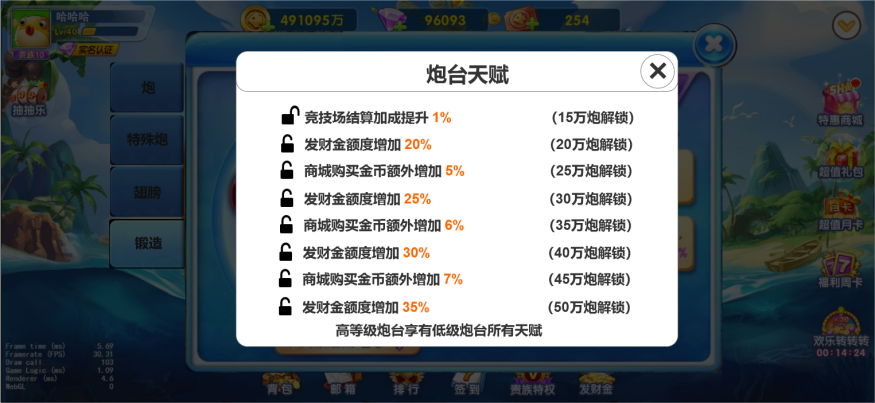 哈哈哈
Lv.40
贵族10
实名认证
491095万
96093
254
抽抽乐
炮
特殊炮
翅膀
锻造
炮台天赋
竞技场结算加成提升 1% (15万炮解锁)
发财金额度增加 20% (20万炮解锁)
商城购买金币额外增加 5% (25万炮解锁)
发财金额度增加 25% (30万炮解锁)
商城购买金币额外增加 6% (35万炮解锁)
发财金额度增加 30% (40万炮解锁)
商城购买金币额外增加 7% (45万炮解锁)
发财金额度增加 35% (50万炮解锁)
高等级炮台享有低级炮台所有天赋
特惠商城
超值礼包
月卡
超值月卡
福利周卡
欢乐转转转
00:14:24
Frame time (ms) 5.69
Framerate (FPS) 30.31
Draw call 103
Game Logic (ms) 1.09
Renderer (ms) 4.6
WebGL 0
背包
邮箱
排行
签到
贵族特权
发财金